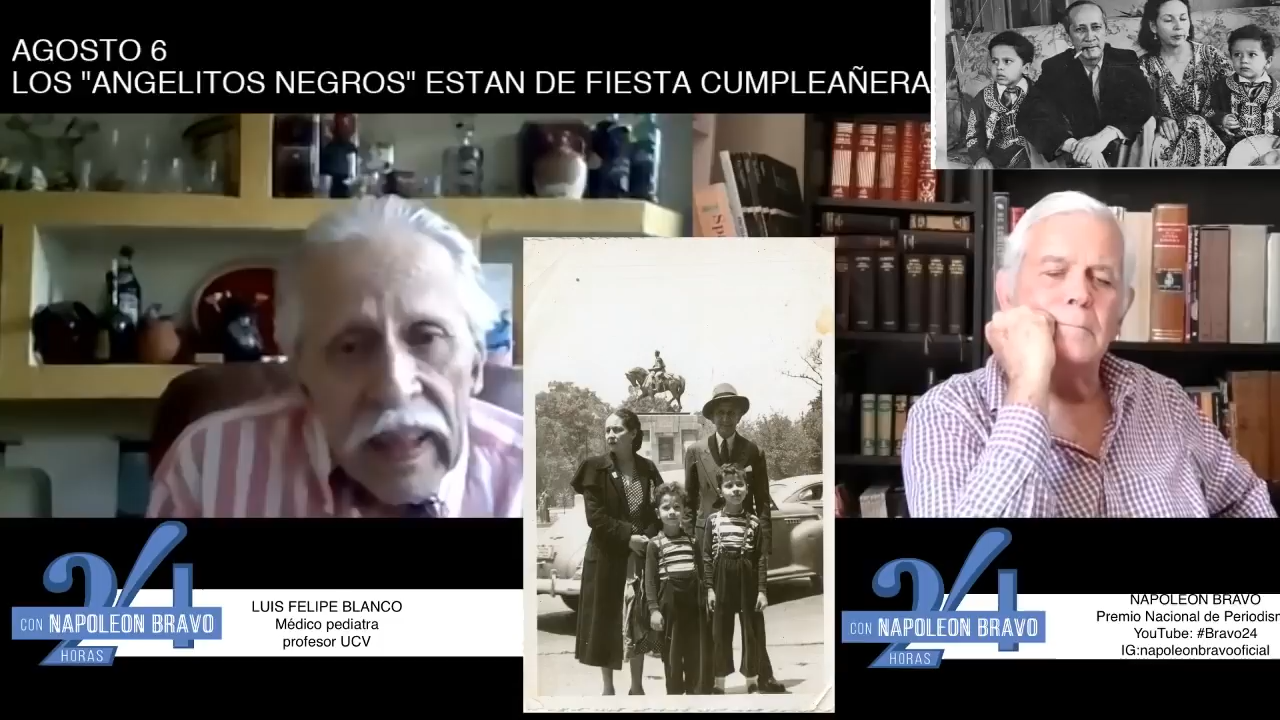 AGOSTO 6
LOS "ANGELITOS NEGROS" ESTAN DE FIESTA CUMPLEAÑERA
24
CON NAPOLEON BRAVO
HORAS
LUIS FELIPE BLANCO
Médico pediatra
profesor UCV
24
CON NAPOLEON BRAVO
HORAS
NAPOLEON BRAVO
Premio Nacional de Periodism
YouTube: #Bravo24
IG:napoleonbravooficial